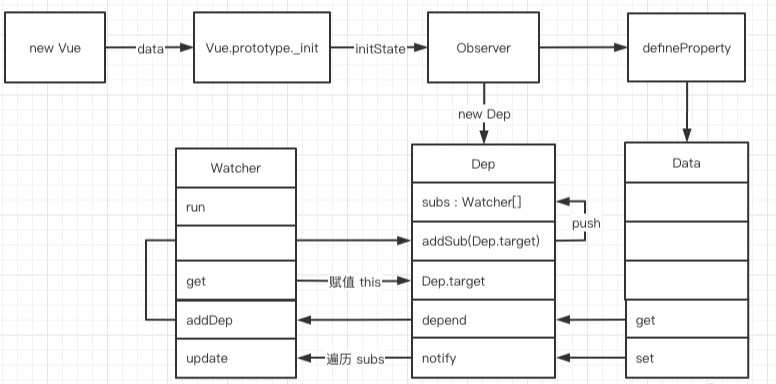 new Vue
data
Vue.prototype._init
initState
Observer
defineProperty
new Dep
Watcher
run
get
addDep
update
赋值 this
遍历 subs
Dep
subs : Watcher[]
addSub(Dep.target)
Dep.target
depend
notify
push
Data
get
set